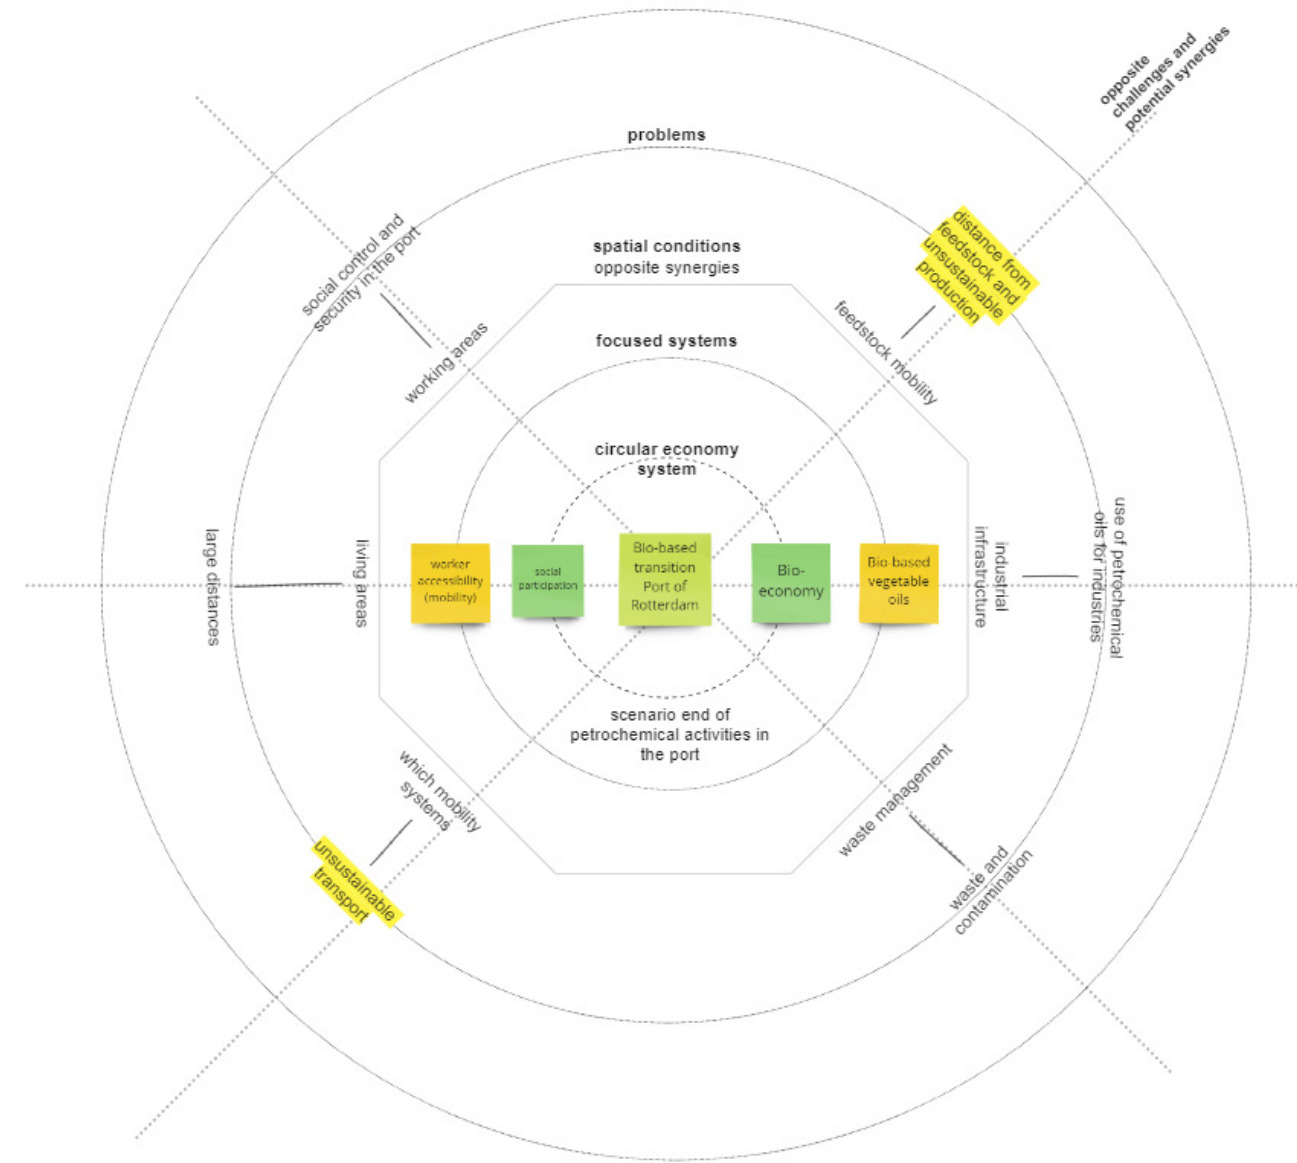 opposite
challenges and
potential synergies
problems
social control and
security in the port
distance from
feedstock and
unsustainable
production
spatial conditions
opposite synergies
working areas
feedstock mobility
focused systems
circular economy
system
large distances
living areas
worker
accessibility
(mobility)
social
participation
Bio-based
transition
Port of
Rotterdam
Bio-
economy
Bio-based
vegetable
oils
industrial
infrastructure
use of petrochemical
oils for industries
scenario end of
petrochemical activities in
the port
which mobility
systems
waste management
unsustainable
transport
waste and
contamination